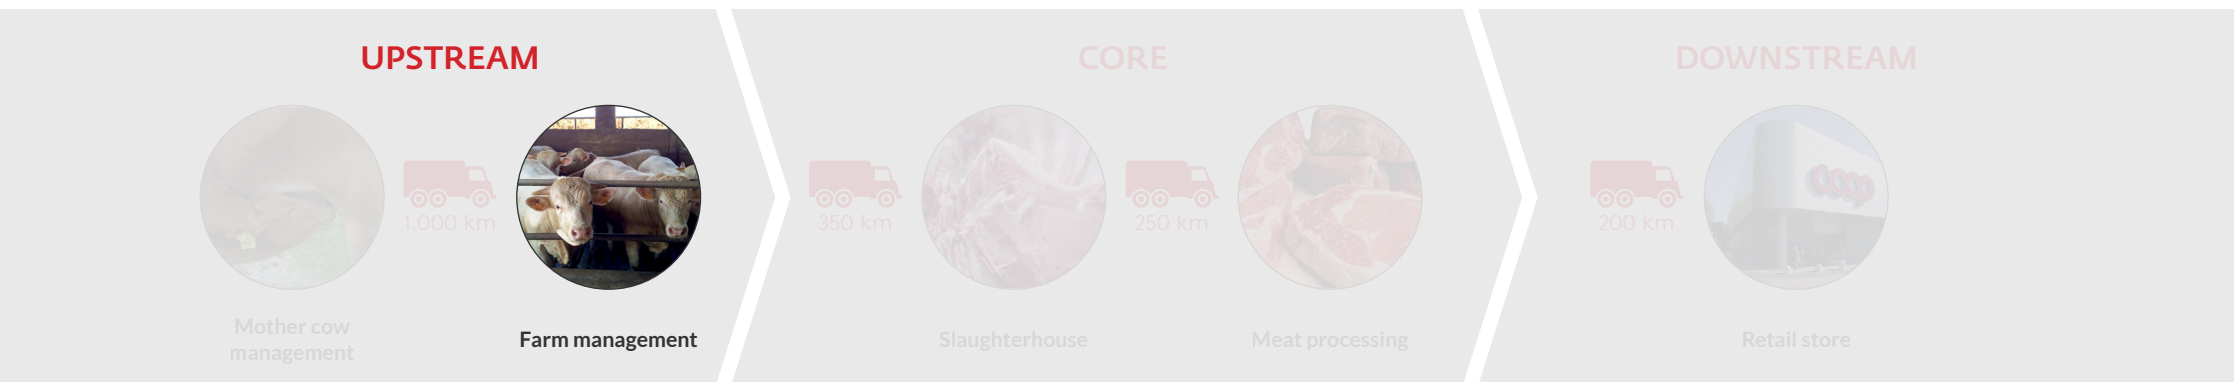 UPSTREAM
CORE
DOWNSTREAM
1.000 km
350 km
250 km
200 km
coop
Mother cow
management
Farm management
Slaughterhouse
Meat processing
Retail store